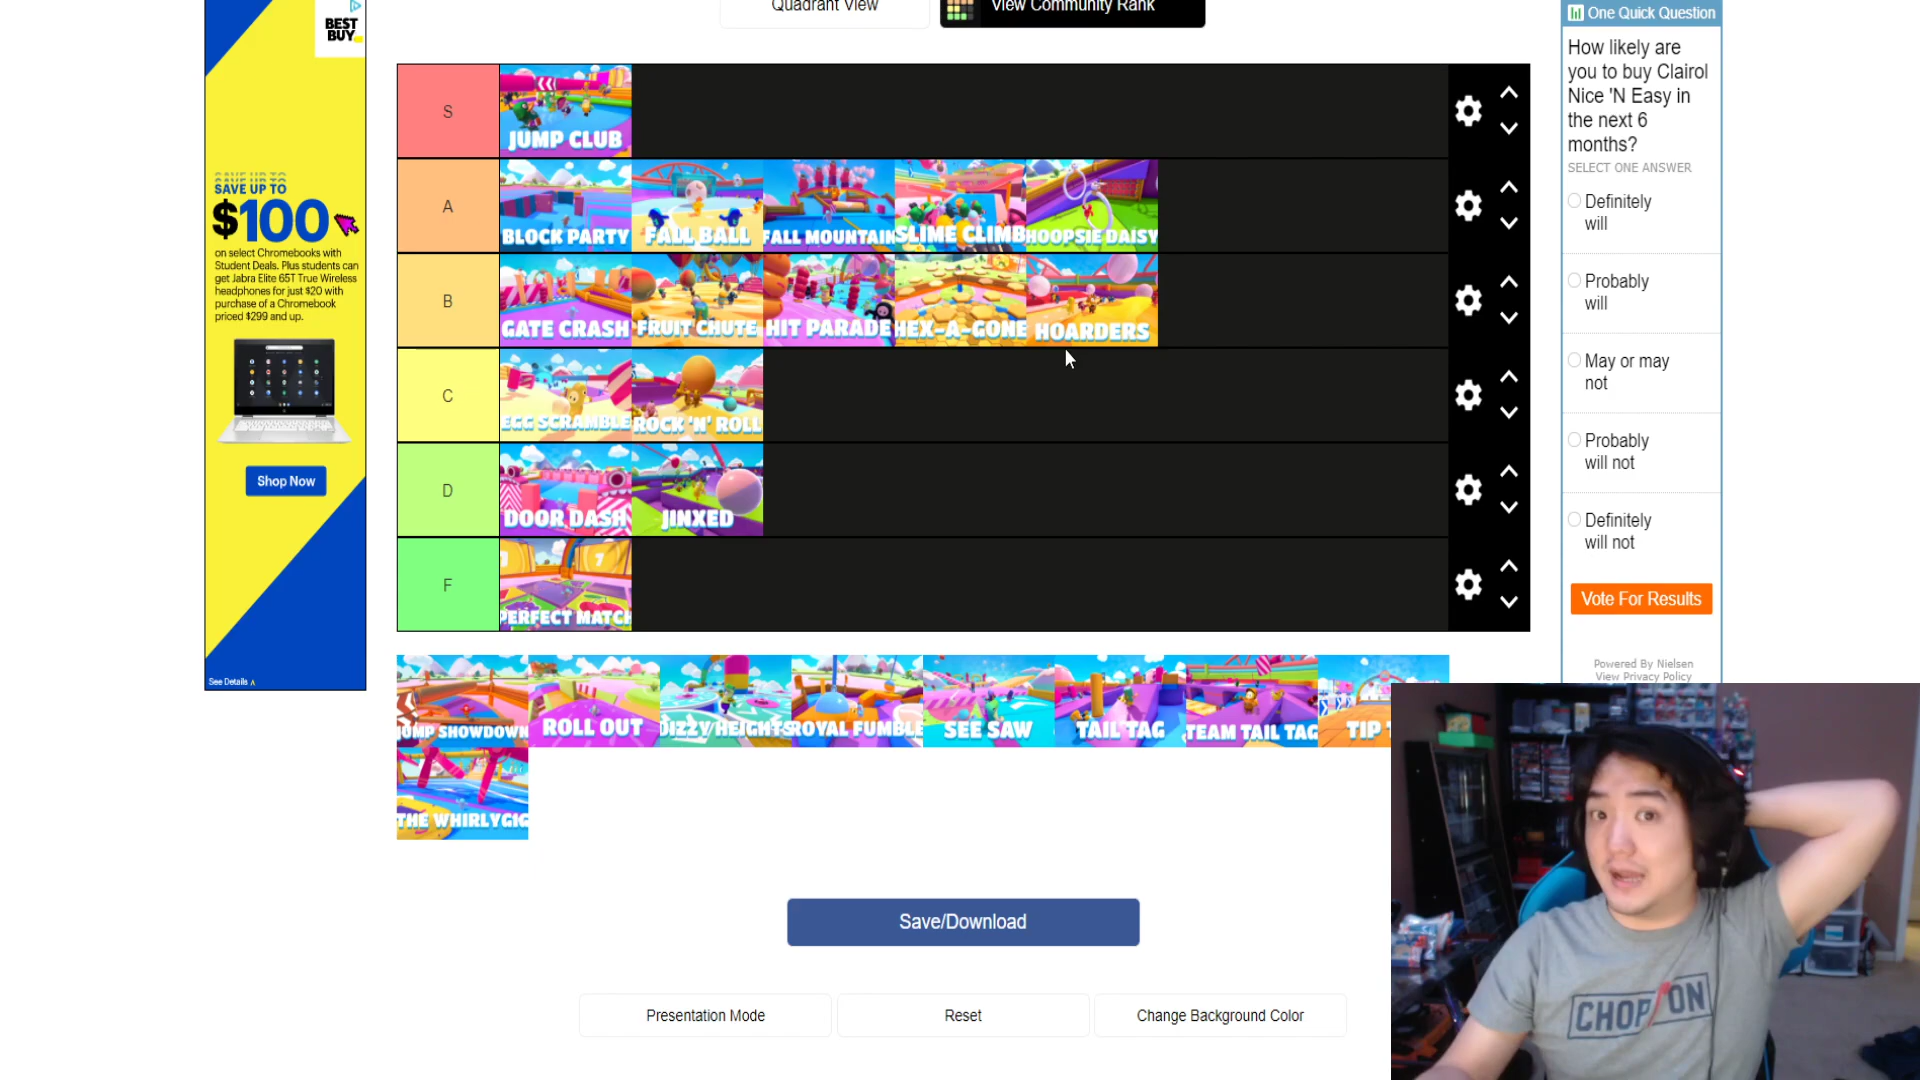 Quadrant View
View Community Rank
BEST
BUY
SAVE UP TO
SAVE UP TO
$100
on select Chromebooks with
Student Deals. Plus students can
get Jabra Elite 65T True Wireless
headphones for just $20 with
purchase of a Chromebook
priced $299 and up.
Shop Now
See Details
S
JUMP CLUB
A
BLOCK PARTY
FALL BALL
FALL MOUNTAIN
SLIME CLIMB
HOOPSIE DAISY
B
GATE CRASH
FRUIT CHUTE
HIT PARADE
HEX-A-GONE
HOARDERS
C
EGG SCRAMBLE
ROCK 'N' ROLL
D
DOOR DASH
JINXED
F
PERFECT MATCH
JUMP SHOWDOWN
ROLL OUT
DIZZY HEIGHTS
ROYAL FUMBLE
SEE SAW
TAIL TAG
TEAM TAIL TAG
TIP
THE WHIRLYGIG
Save/Download
Presentation Mode
Reset
Change Background Color
One Quick Question
How likely are
you to buy Clairol
Nice 'N Easy in
the next 6
months?
SELECT ONE ANSWER
Definitely
will
Probably
will
May or may
not
Probably
will not
Definitely
will not
Vote For Results
Powered By Nielsen
View Privacy Policy
CHOP/ON